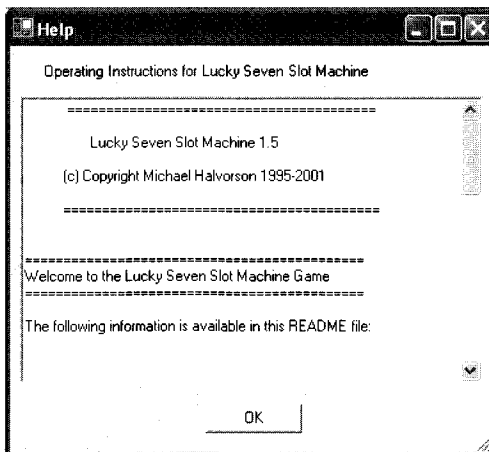 Help
Operating Instructions for Lucky Seven Slot Machine
========================================
Lucky Seven Slot Machine 1.5
(c) Copyright Michael Halvorson 1995-2001
=========================================
============================================
Welcome to the Lucky Seven Slot Machine Game
============================================
The following information is available in this README file:
OK